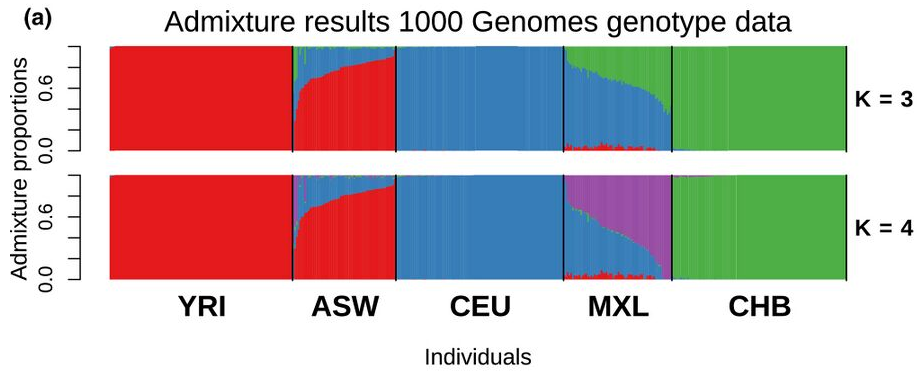 (a)
Admixture results 1000 Genomes genotype data
Admixture proportions
0.6
0.0
K = 3
0.6
0.0
K = 4
YRI ASW CEU MXL CHB
Individuals